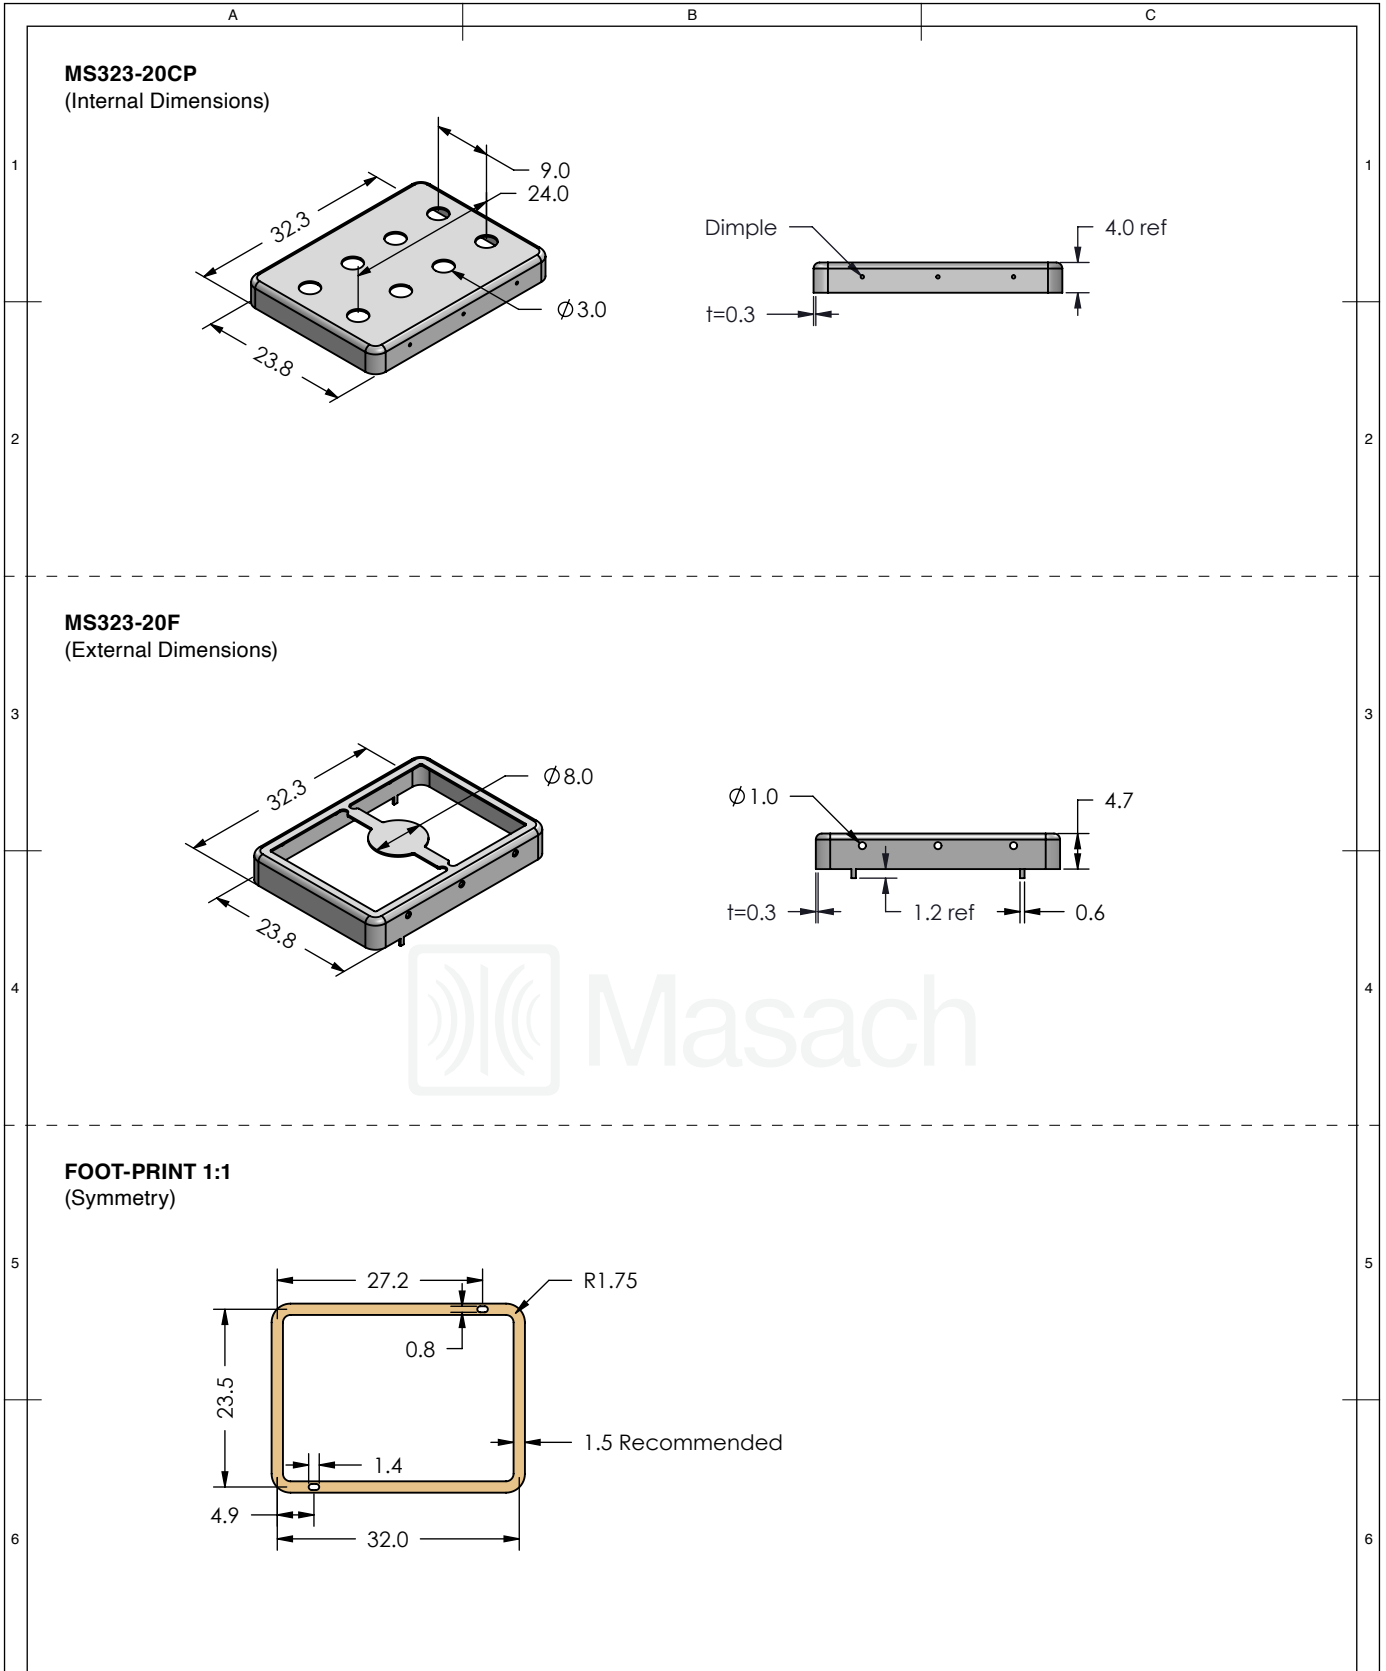 A B C
MS323-20CP
(Internal Dimensions)
1 1
9.0
24.0
32.3
Dimple
4.0 ref
Ø3.0
t=0.3
23.8
2 2
MS323-20F
(External Dimensions)
3 3
Ø8.0
32.3
Ø1.0
4.7
t=0.3
1.2 ref
0.6
23.8
Masach
4 4
FOOT-PRINT 1:1
(Symmetry)
5 5
27.2
R1.75
0.8
23.5
1.5 Recommended
1.4
4.9
32.0
6 6